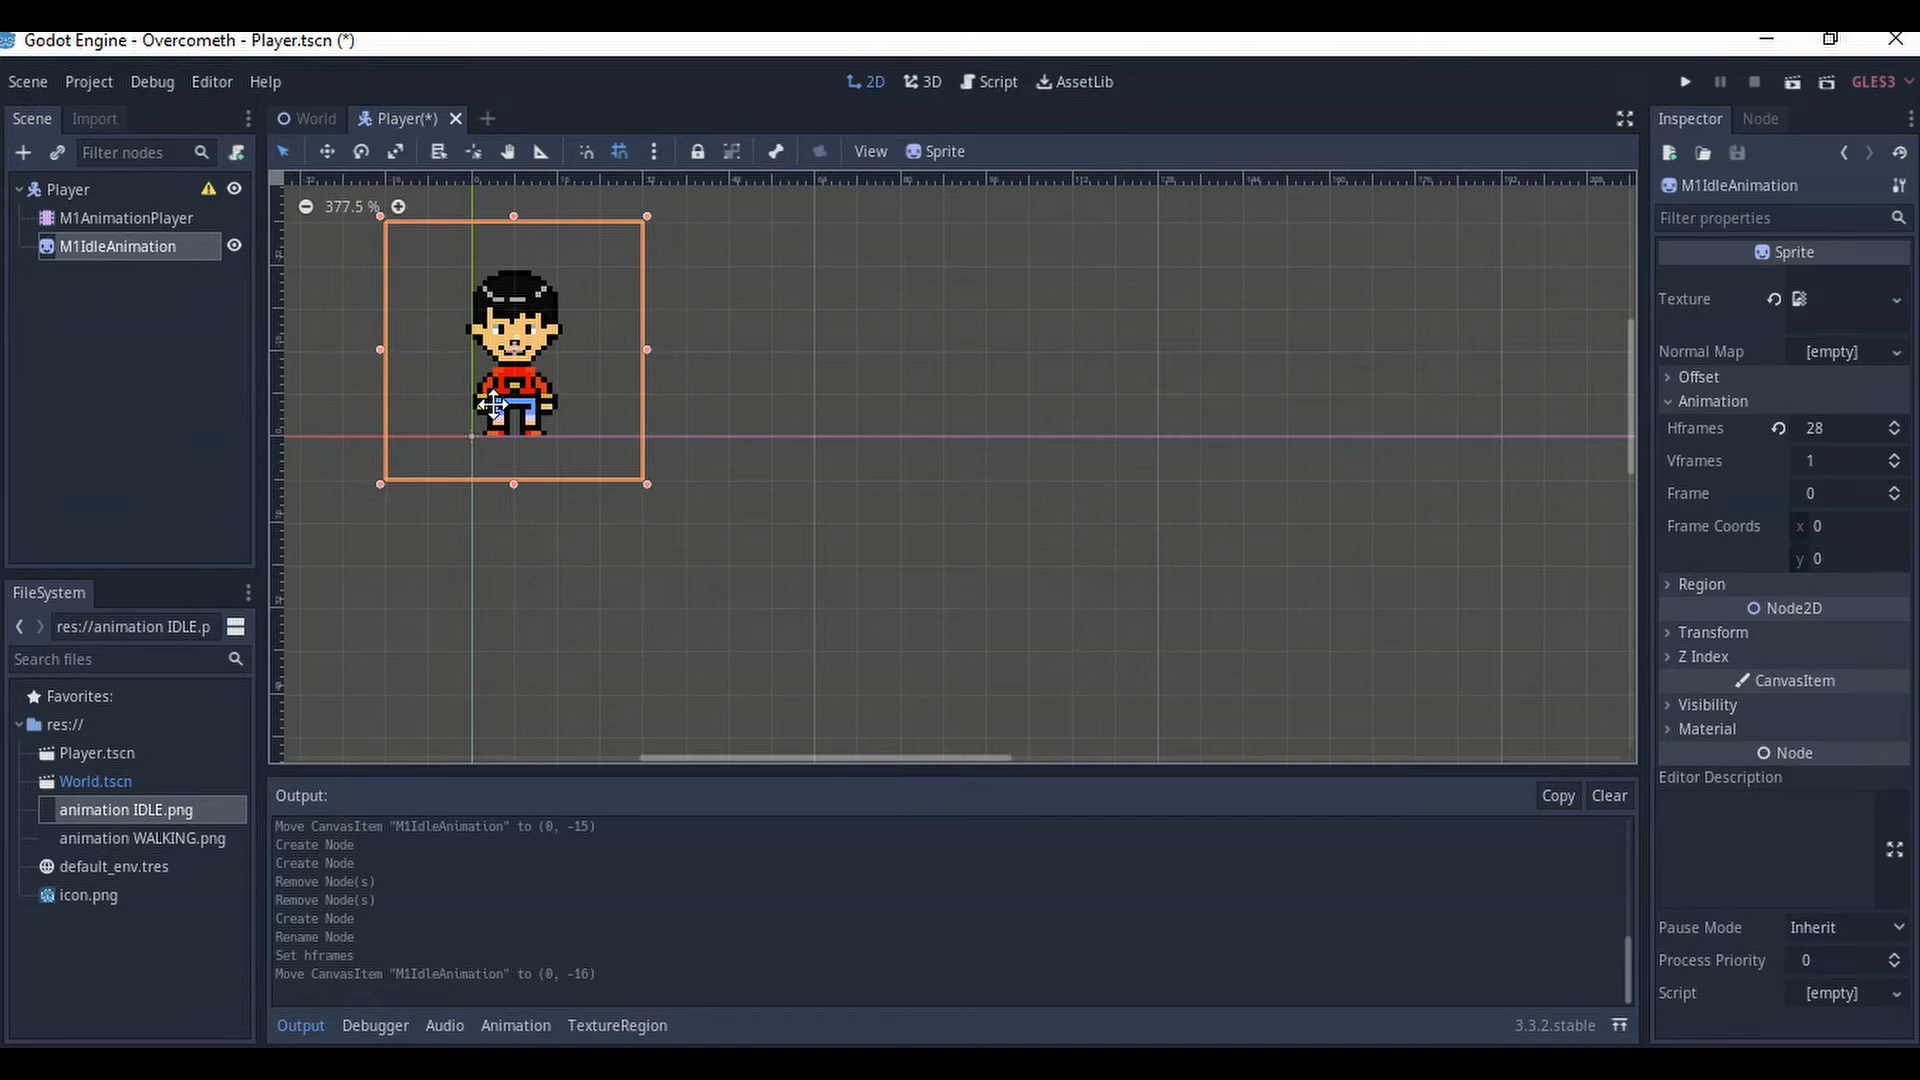 Godot Engine - Overcometh - Player.tscn (*)
Scene Project Debug Editor Help
2D 3D Script AssetLib
GLES3
Scene Import
World Player(*)
Inspector Node
Filter nodes
View Sprite
Player
M1AnimationPlayer
M1IdleAnimation
377.5 %
M1IdleAnimation
Filter properties
Sprite
Texture
Normal Map [empty]
Offset
Animation
Hframes 28
Vframes 1
Frame 0
Frame Coords x 0
y 0
Region
Node2D
Transform
Z Index
CanvasItem
Visibility
Material
Node
Editor Description
Pause Mode Inherit
Process Priority 0
Script [empty]
FileSystem
res://animation IDLE.p
Search files
Favorites:
res://
Player.tscn
World.tscn
animation IDLE.png
animation WALKING.png
default_env.tres
icon.png
Output:
Copy Clear
Move CanvasItem "M1IdleAnimation" to (0, -15)
Create Node
Create Node
Remove Node(s)
Remove Node(s)
Create Node
Rename Node
Set hframes
Move CanvasItem "M1IdleAnimation" to (0, -16)
Output Debugger Audio Animation TextureRegion
3.3.2.stable